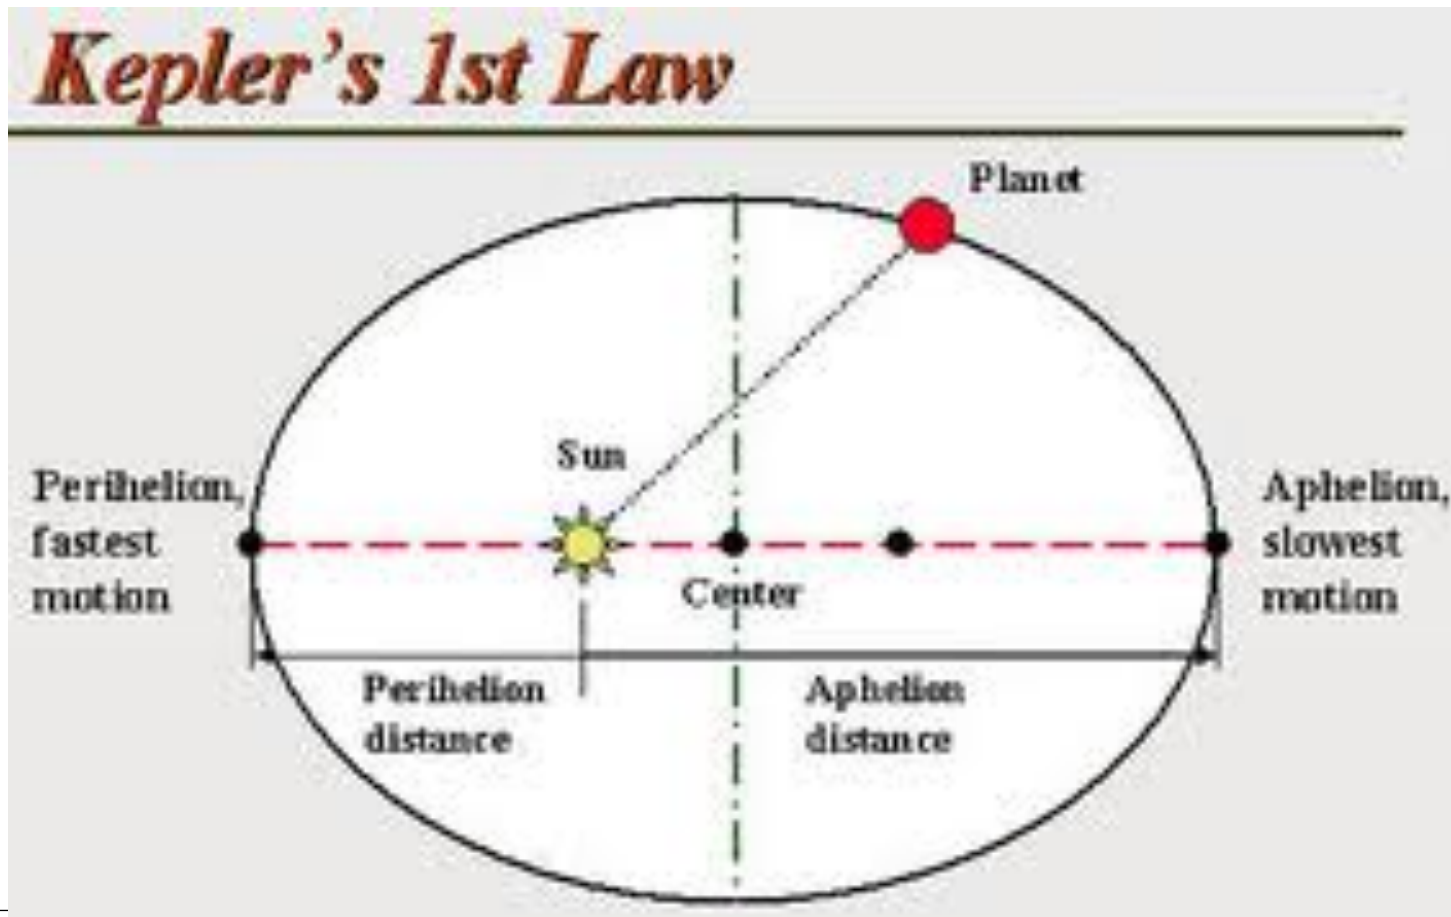 Kepler's 1st Law
Planet
Sun
Perihelion,
fastest
motion
Aphelion,
slowest
motion
Center
Perihelion
distance
Aphelion
distance